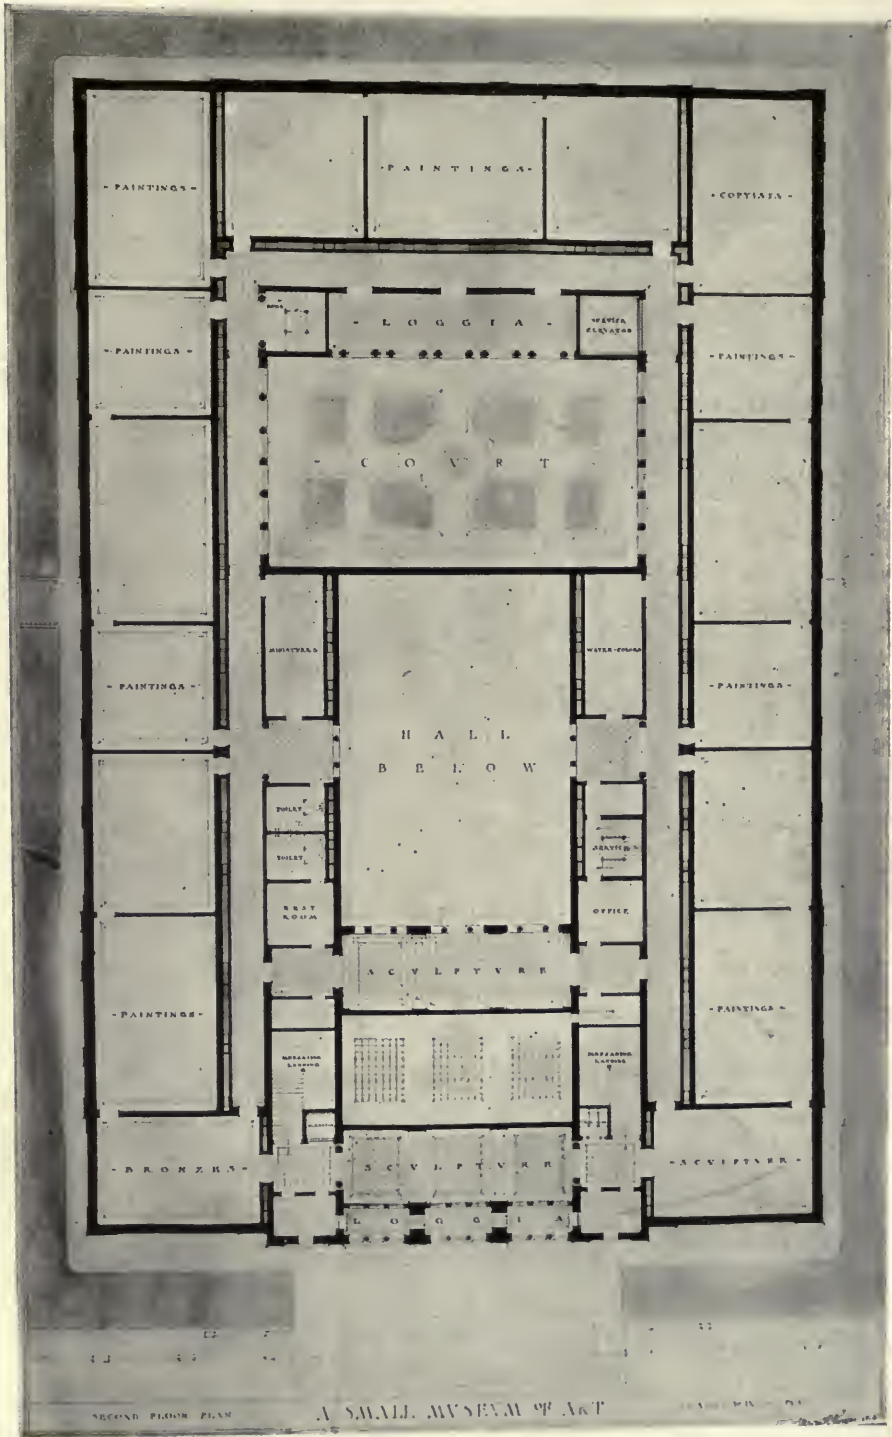 - PAINTINGS -
- PAINTINGS -
- COPYISTS -
- LOGGIA -
SERVICE
ELEVATOR
- PAINTINGS -
- PAINTINGS -
- COVRT -
MINIATVRES
WATER-COLORS
- PAINTINGS -
- PAINTINGS -
HALL
BELOW
TOILET
TOILET
SERVICE
REST
ROOM
OFFICE
SCVLPTVRE
- PAINTINGS -
- PAINTINGS -
MEZZANINE
LANDING
MEZZANINE
LANDING
- BRONZES -
SCVLPTVRE
- SCVLPTVRE -
LOGGIA
SECOND FLOOR PLAN
A SMALL MVSEVM OF ART